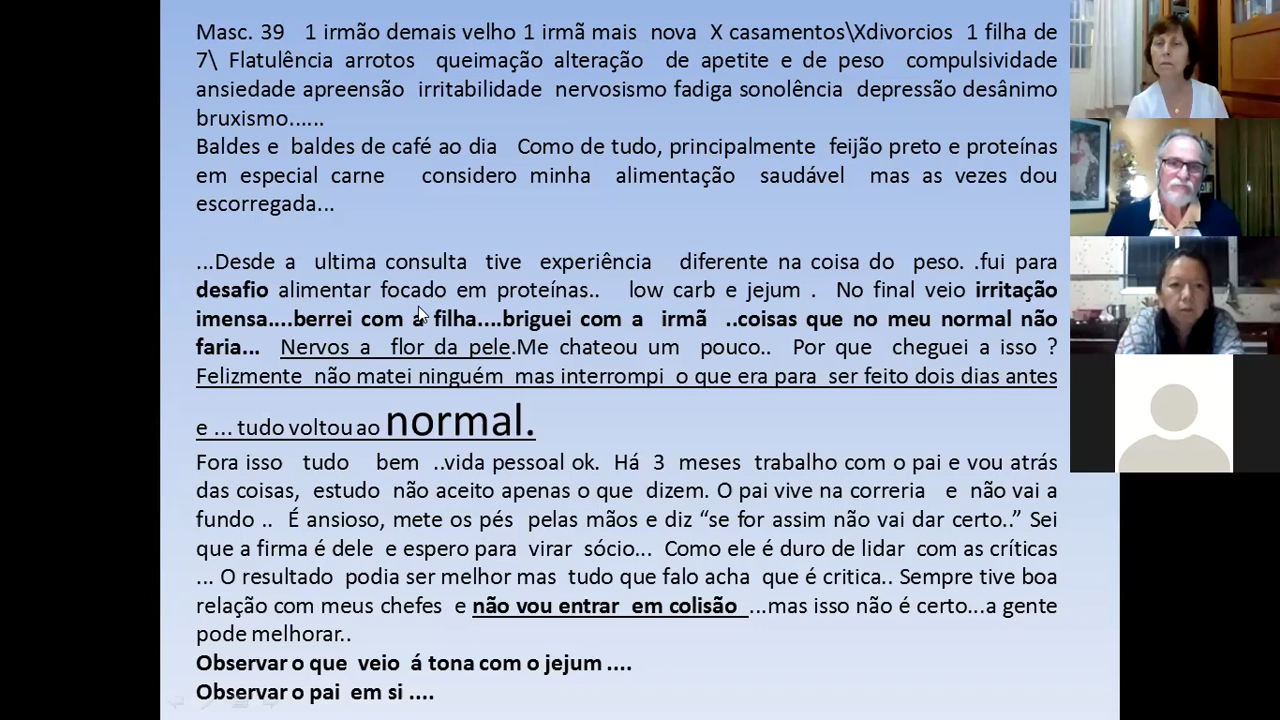 Masc. 39 1 irmão demais velho 1 irmã mais nova X casamentos\Xdivorcios 1 filha de
7\ Flatulência arrotos queimação alteração de apetite e de peso compulsividade
ansiedade apreensão irritabilidade nervosismo fadiga sonolência depressão desânimo
bruxismo......
Baldes e baldes de café ao dia Como de tudo, principalmente feijão preto e proteínas
em especial carne considero minha alimentação saudável mas as vezes dou
escorregada...
...Desde a ultima consulta tive experiência diferente na coisa do peso. .fui para
desafio alimentar focado em proteínas.. low carb e jejum . No final veio irritação
imensa....berrei com a filha....briguei com a irmã ..coisas que no meu normal não
faria... Nervos a flor da pele.Me chateou um pouco.. Por que cheguei a isso ?
Felizmente não matei ninguém mas interrompi o que era para ser feito dois dias antes
e ... tudo voltou ao normal.
Fora isso tudo bem ..vida pessoal ok. Há 3 meses trabalho com o pai e vou atrás
das coisas, estudo não aceito apenas o que dizem. O pai vive na correria e não vai a
fundo .. É ansioso, mete os pés pelas mãos e diz “se for assim não vai dar certo..” Sei
que a firma é dele e espero para virar sócio... Como ele é duro de lidar com as críticas
... O resultado podia ser melhor mas tudo que falo acha que é critica.. Sempre tive boa
relação com meus chefes e não vou entrar em colisão ...mas isso não é certo...a gente
pode melhorar..
Observar o que veio á tona com o jejum ....
Observar o pai em si ....